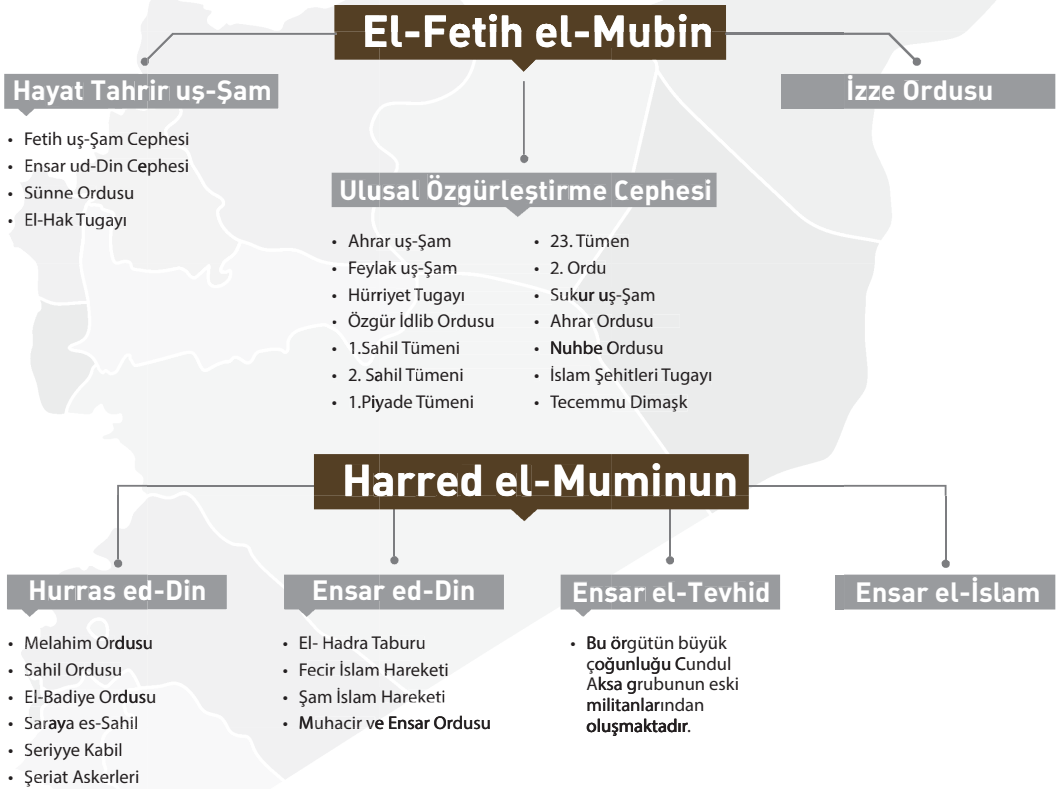 El-Fetih el-Mubin
Hayat Tahrir uş-Şam
• Fetih uş-Şam Cephesi
• Ensar ud-Din Cephesi
• Sünne Ordusu
• El-Hak Tugayı
Ulusal Özgürleştirme Cephesi
• Ahrar uş-Şam
• Feylak uş-Şam
• Hürriyet Tugayı
• Özgür İdlib Ordusu
• 1.Sahil Tümeni
• 2. Sahil Tümeni
• 1.Piyade Tümeni
• 23. Tümen
• 2. Ordu
• Sukur uş-Şam
• Ahrar Ordusu
• Nuhbe Ordusu
• İslam Şehitleri Tugayı
• Tecemmu Dimaşk
İzze Ordusu
Harred el-Muminun
Hurras ed-Din
• Melahim Ordusu
• Sahil Ordusu
• El-Badiye Ordusu
• Saraya es-Sahil
• Seriyye Kabil
• Şeriat Askerleri
Ensar ed-Din
• El- Hadra Taburu
• Fecir İslam Hareketi
• Şam İslam Hareketi
• Muhacir ve Ensar Ordusu
Ensar el-Tevhid
• Bu örgütün büyük
çoğunluğu Cundul
Aksa grubunun eski
militanlarından
oluşmaktadır.
Ensar el-İslam